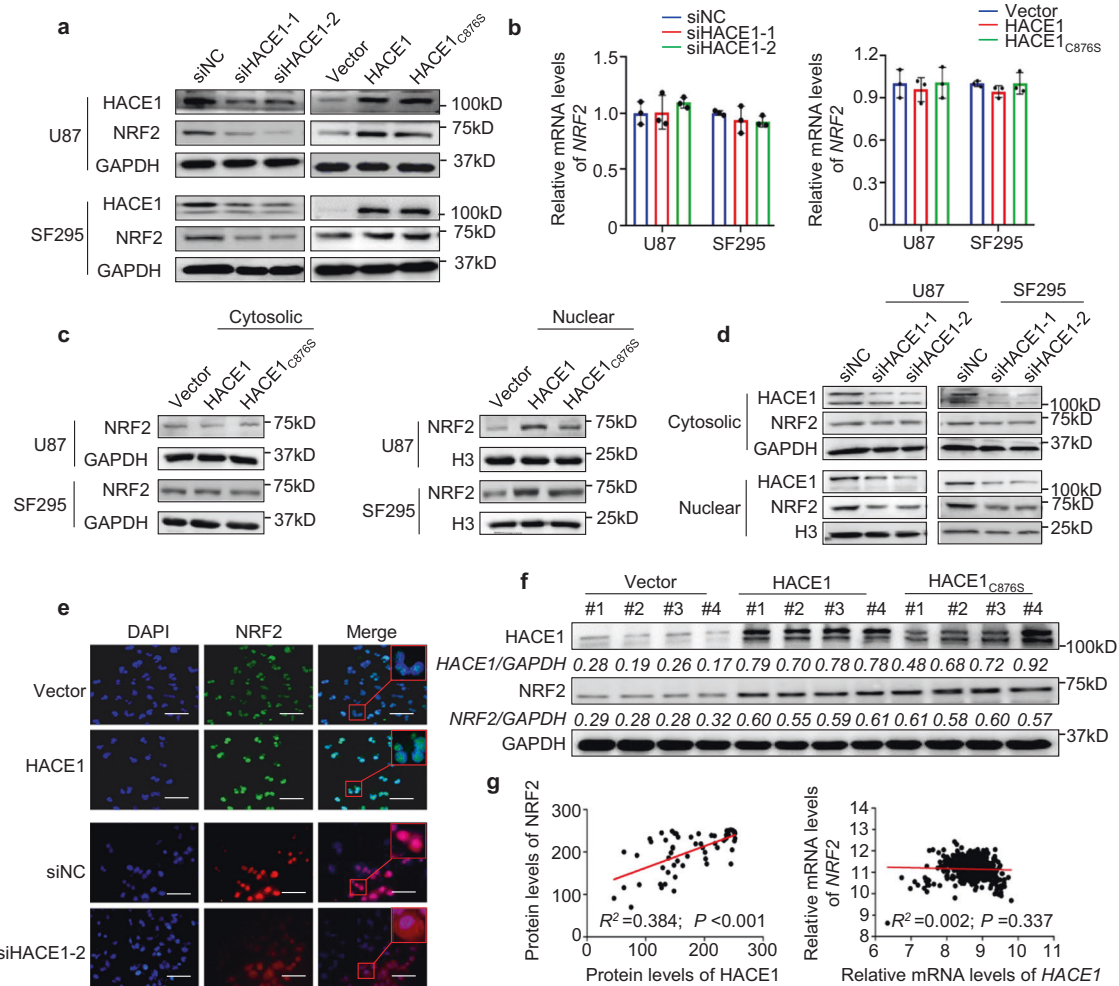 a
siNC siHACE1-1 siHACE1-2 Vector HACE1 HACE1C876S
U87
HACE1 100kD
NRF2 75kD
GAPDH 37kD
SF295
HACE1 100kD
NRF2 75kD
GAPDH 37kD
b
siNC
siHACE1-1
siHACE1-2
Relative mRNA levels
of NRF2
1.5
1.0
0.5
0
U87 SF295
Vector
HACE1
HACE1C876S
Relative mRNA levels
of NRF2
1.2
0.9
0.6
0.3
0
U87 SF295
c
Cytosolic
Vector HACE1 HACE1C876S
U87
NRF2 75kD
GAPDH 37kD
SF295
NRF2 75kD
GAPDH 37kD
Nuclear
Vector HACE1 HACE1C876S
U87
NRF2 75kD
H3 25kD
SF295
NRF2 75kD
H3 25kD
d
U87 SF295
siNC siHACE1-1 siHACE1-2 siNC siHACE1-1 siHACE1-2
Cytosolic
HACE1 100kD
NRF2 75kD
GAPDH 37kD
Nuclear
HACE1 100kD
NRF2 75kD
H3 25kD
e
DAPI NRF2 Merge
Vector
HACE1
siNC
siHACE1-2
f
Vector HACE1 HACE1C876S
#1 #2 #3 #4 #1 #2 #3 #4 #1 #2 #3 #4
HACE1 100kD
HACE1/GAPDH 0.28 0.19 0.26 0.17 0.79 0.70 0.78 0.78 0.48 0.68 0.72 0.92
NRF2 75kD
NRF2/GAPDH 0.29 0.28 0.28 0.32 0.60 0.55 0.59 0.61 0.61 0.58 0.60 0.57
GAPDH 37kD
g
Protein levels of NRF2
300
200
100
0
R2=0.384; P <0.001
0 100 200 300
Protein levels of HACE1
Relative mRNA levels
of NRF2
14
13
12
11
10
9
8
R2=0.002; P =0.337
6 7 8 9 10 11
Relative mRNA levels of HACE1